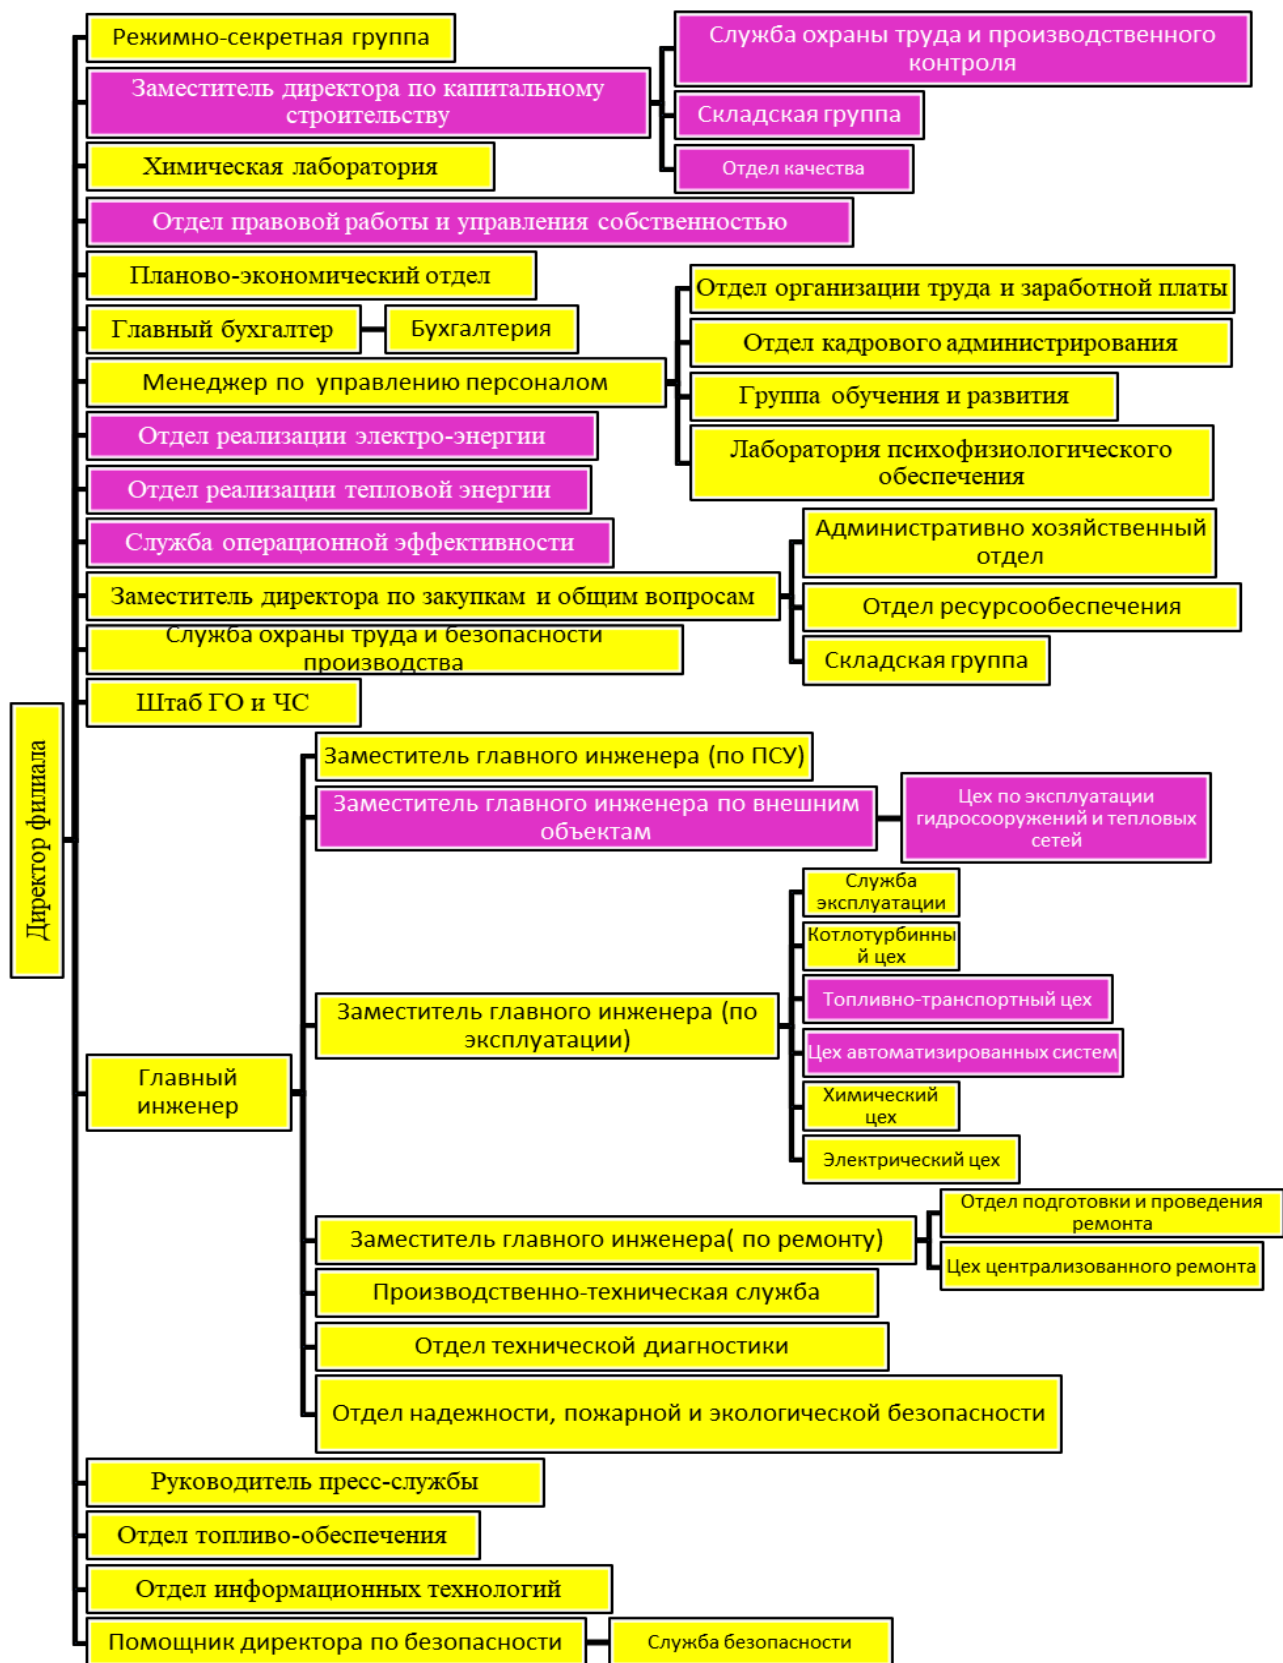 Режимно-секретная группа
Заместитель директора по капитальному
строительству
Служба охраны труда и производственного
контроля
Складская группа
Отдел качества
Химическая лаборатория
Отдел правовой работы и управления собственностью
Планово-экономический отдел
Главный бухгалтер
Бухгалтерия
Менеджер по управлению персоналом
Отдел организации труда и заработной платы
Отдел кадрового администрирования
Группа обучения и развития
Лаборатория психофизиологического
обеспечения
Отдел реализации электро-энергии
Отдел реализации тепловой энергии
Служба операционной эффективности
Заместитель директора по закупкам и общим вопросам
Административно хозяйственный
отдел
Отдел ресурсообеспечения
Складская группа
Служба охраны труда и безопасности
производства
Штаб ГО и ЧС
Директор филиала
Главный
инженер
Заместитель главного инженера (по ПСУ)
Заместитель главного инженера по внешним
объектам
Цех по эксплуатации
гидросооружений и тепловых
сетей
Заместитель главного инженера (по
эксплуатации)
Служба
эксплуатации
Котлотурбинны
й цех
Топливно-транспортный цех
Цех автоматизированных систем
Химический
цех
Электрический цех
Заместитель главного инженера( по ремонту)
Отдел подготовки и проведения
ремонта
Цех централизованного ремонта
Производственно-техническая служба
Отдел технической диагностики
Отдел надежности, пожарной и экологической безопасности
Руководитель пресс-службы
Отдел топливо-обеспечения
Отдел информационных технологий
Помощник директора по безопасности
Служба безопасности